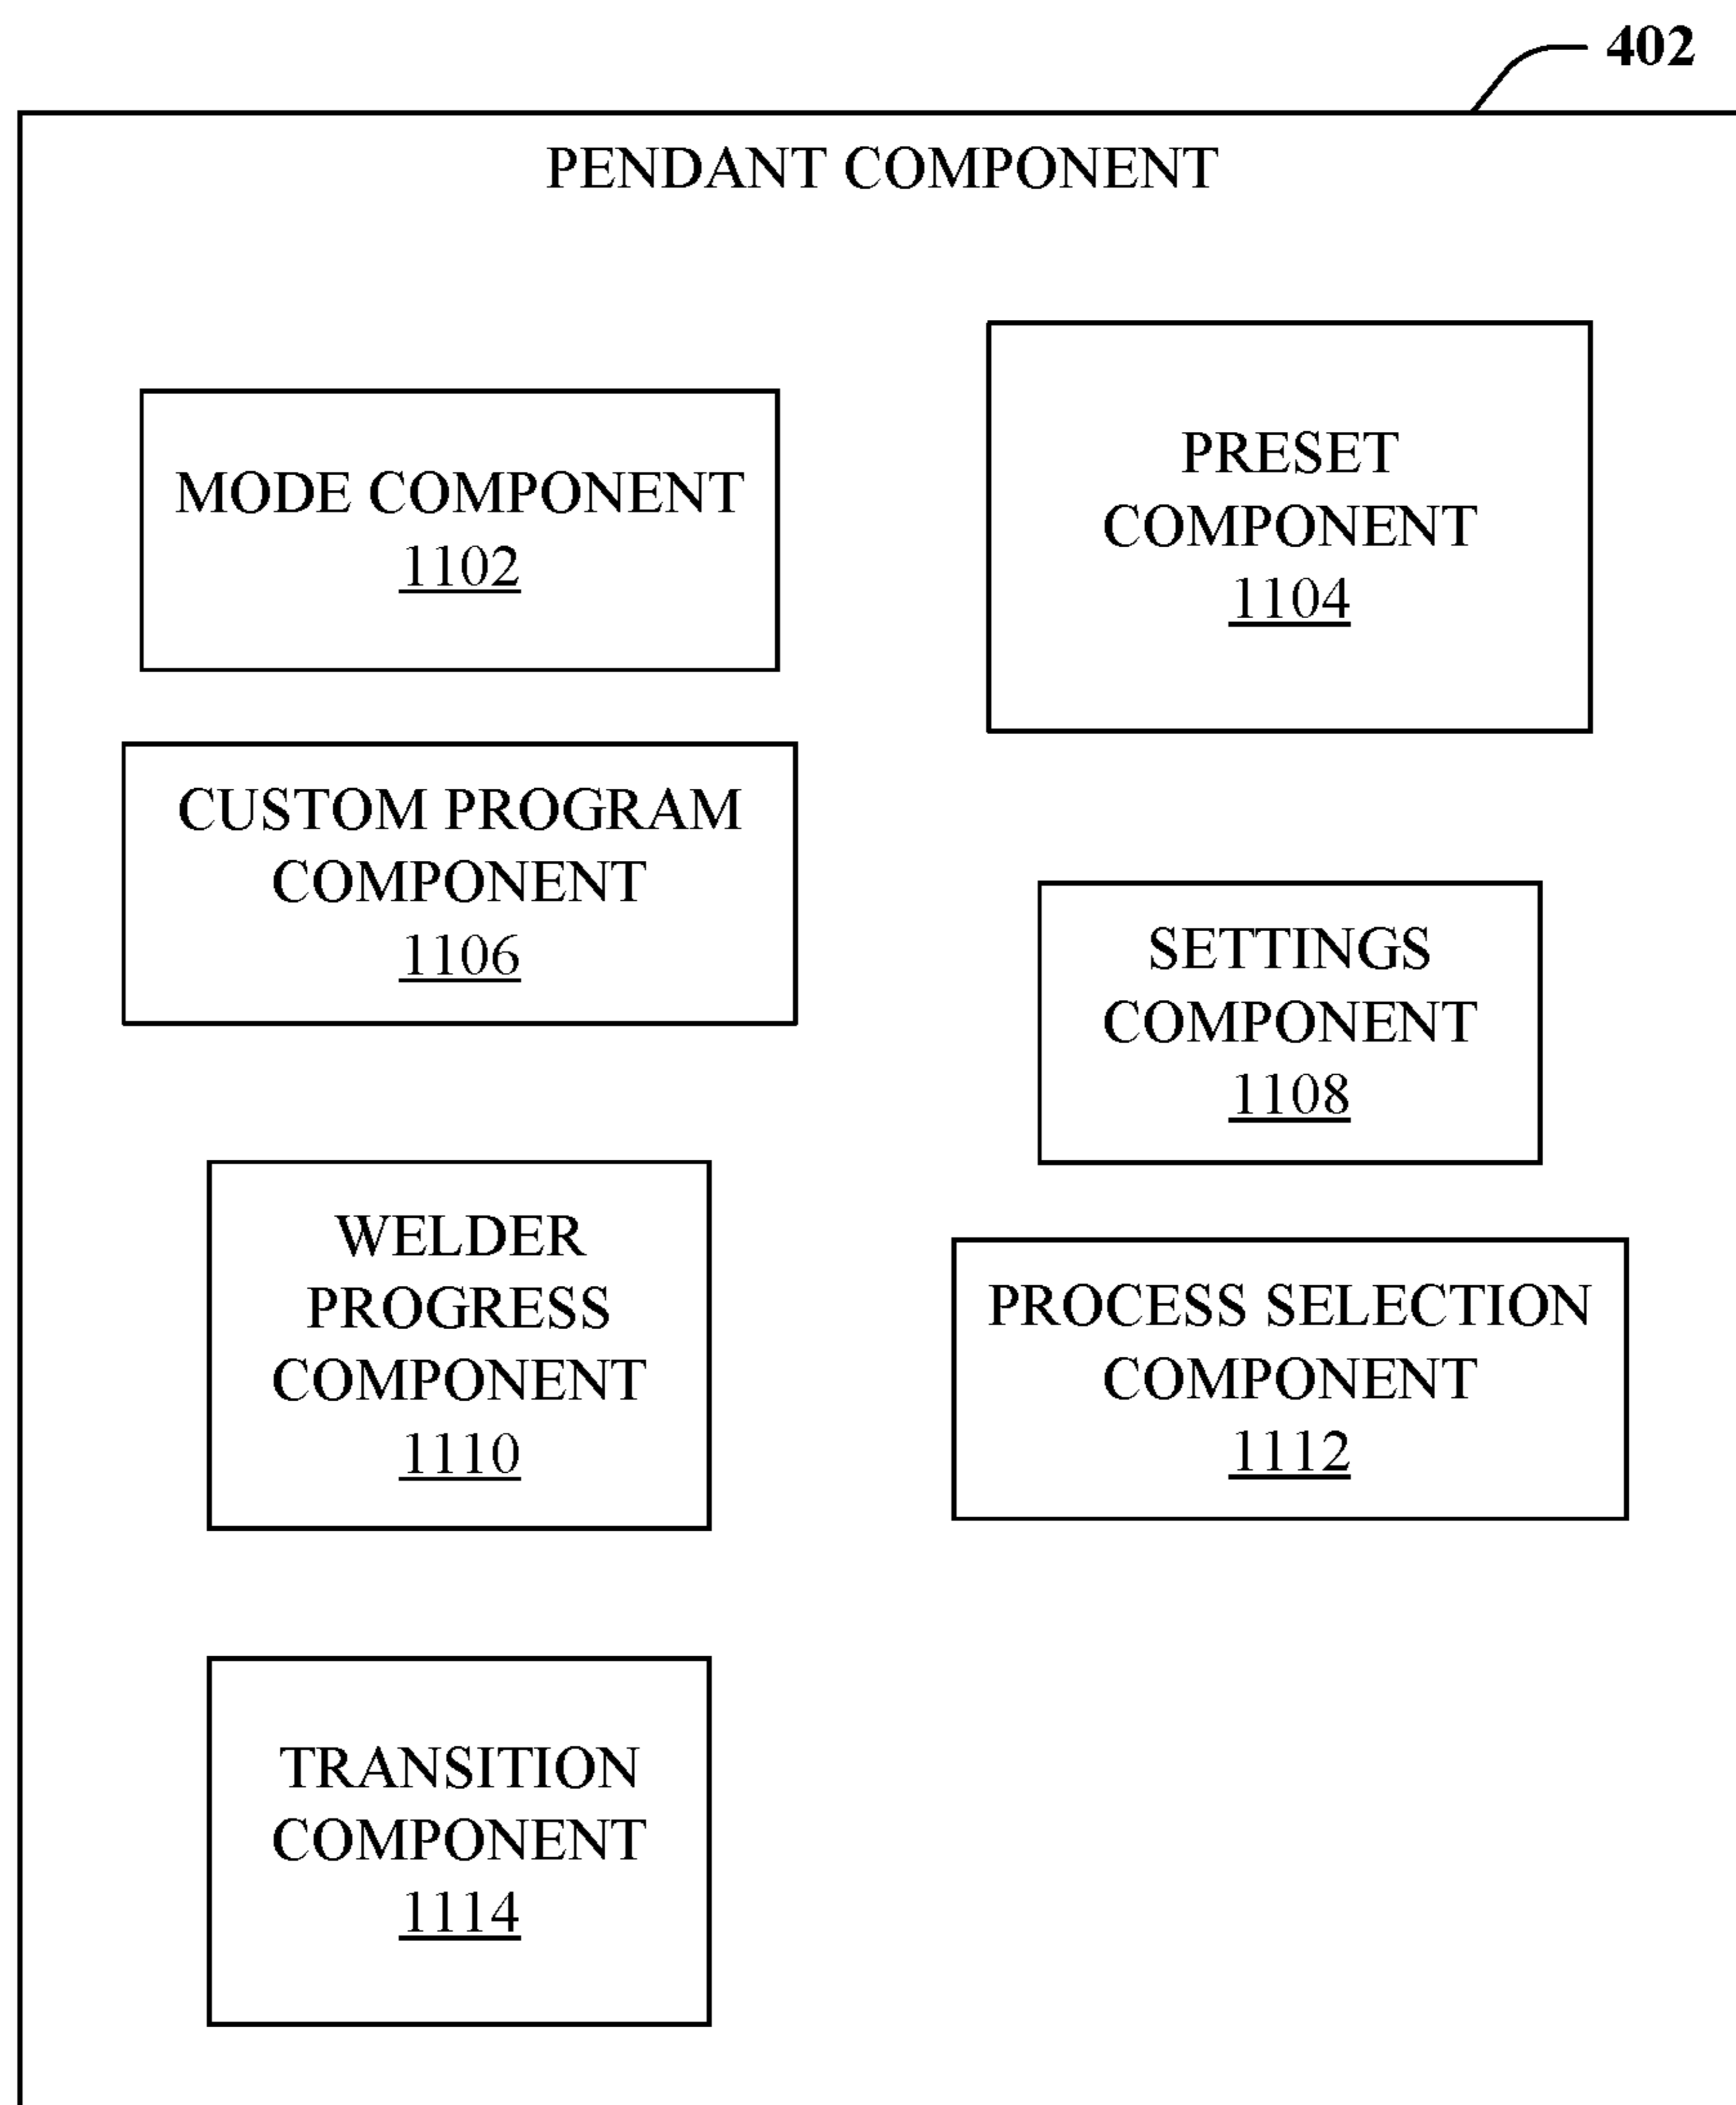 402
PENDANT COMPONENT
MODE COMPONENT
1102
PRESET
COMPONENT
1104
CUSTOM PROGRAM
COMPONENT
1106
SETTINGS
COMPONENT
1108
WELDER
PROGRESS
COMPONENT
1110
PROCESS SELECTION
COMPONENT
1112
TRANSITION
COMPONENT
1114